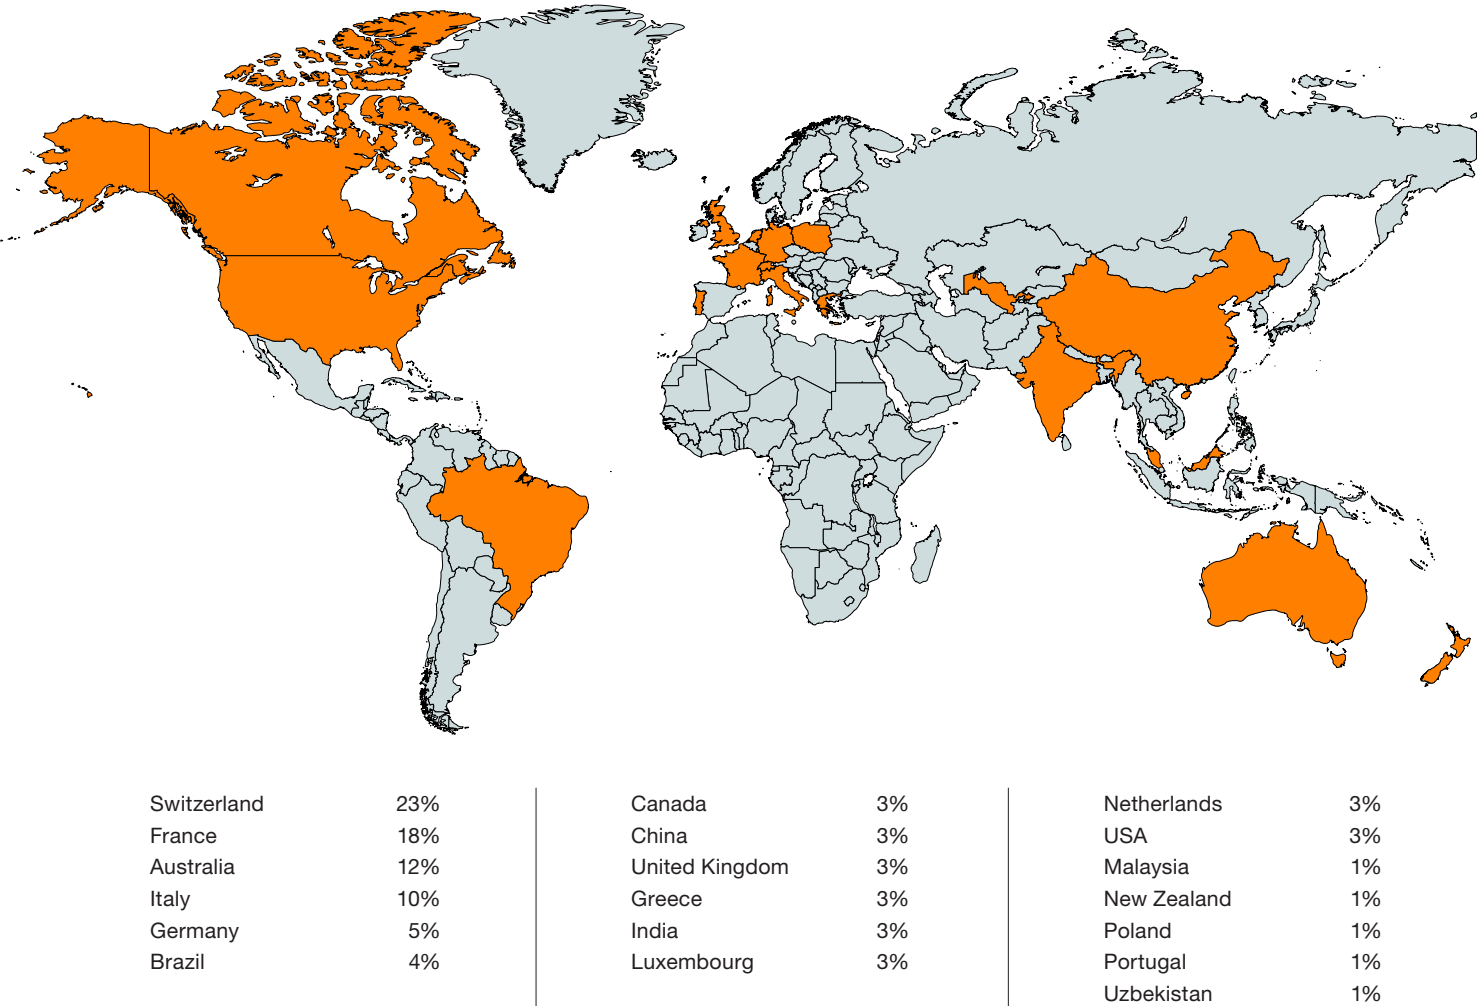 Switzerland 23%
France 18%
Australia 12%
Italy 10%
Germany 5%
Brazil 4%
Canada 3%
China 3%
United Kingdom 3%
Greece 3%
India 3%
Luxembourg 3%
Netherlands 3%
USA 3%
Malaysia 1%
New Zealand 1%
Poland 1%
Portugal 1%
Uzbekistan 1%